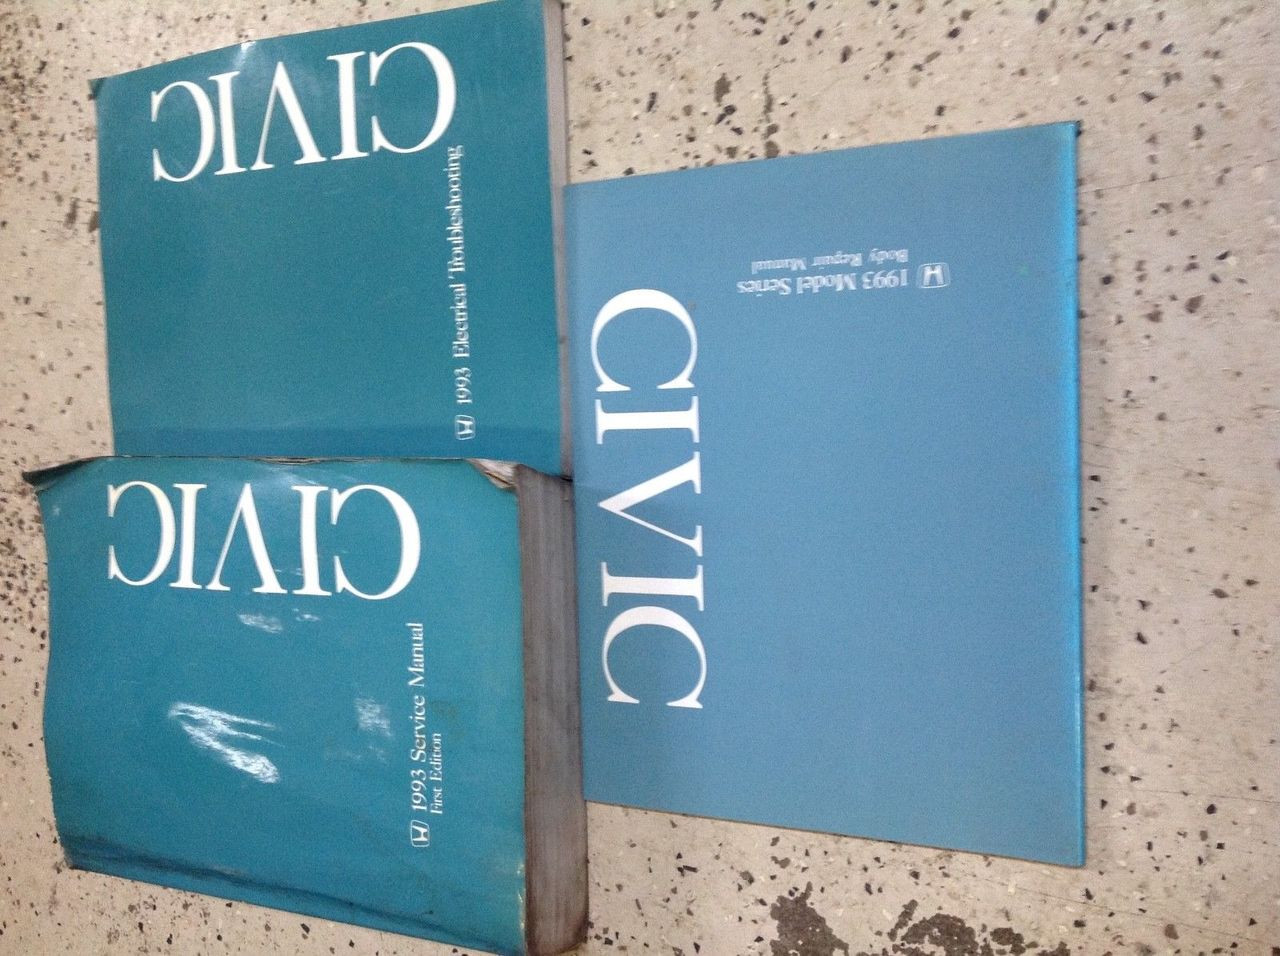 CIVIC
1993 Electrical Troubleshooting
CIVIC
1993 Service Manual
First Edition
1993 Model Series
Body Repair Manual
CIVIC